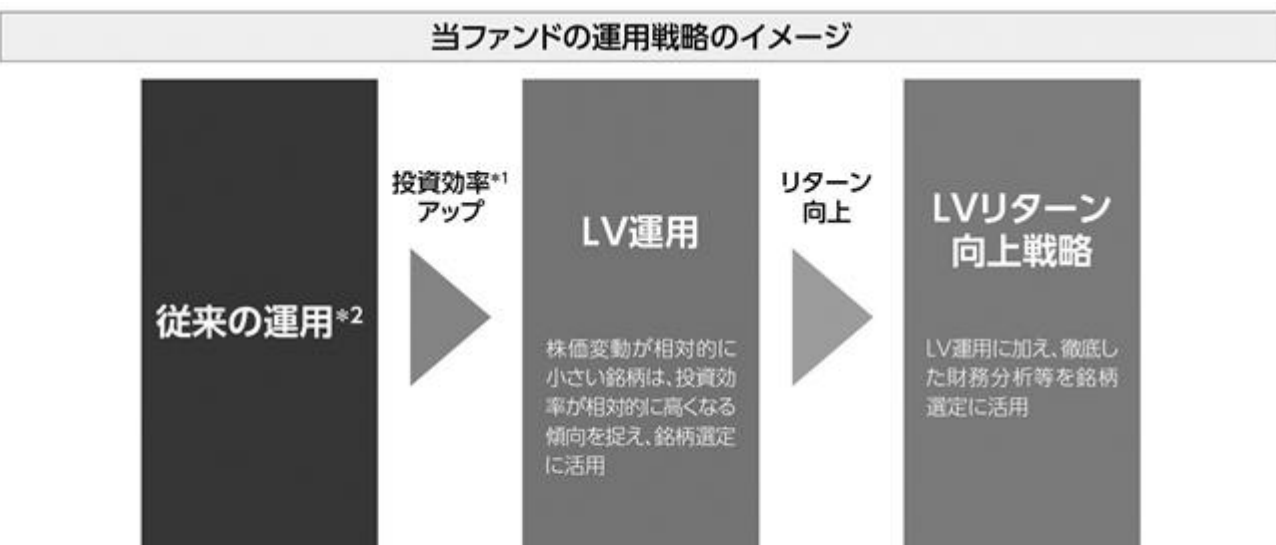 当ファンドの運用戦略のイメージ
従来の運用*2
投資効率*1
アップ
LV運用
株価変動が相対的に
小さい銘柄は、投資効
率が相対的に高くなる
傾向を捉え、銘柄選定
に活用
リターン
向上
LVリターン
向上戦略
LV運用に加え、徹底し
た財務分析等を銘柄
選定に活用